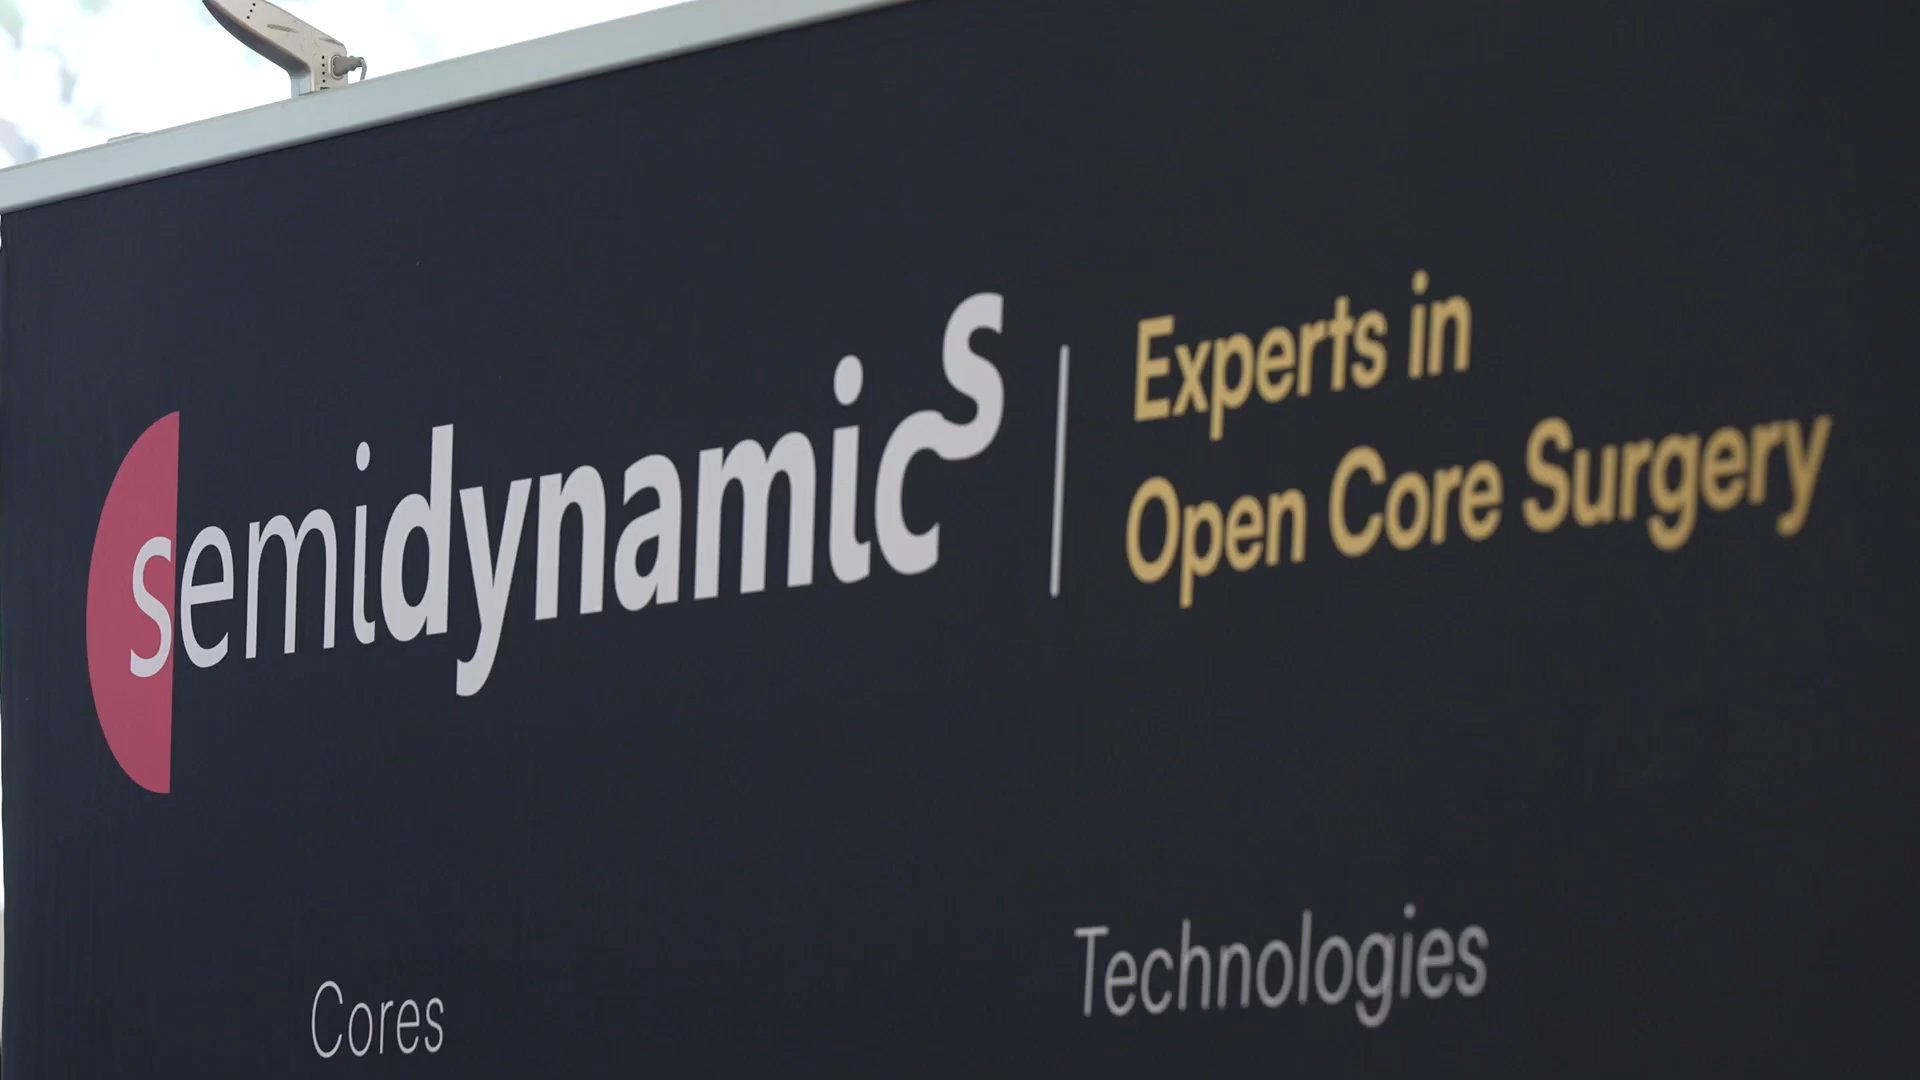 semidynamics
Experts in
Open Core Surgery
Cores
Technologies